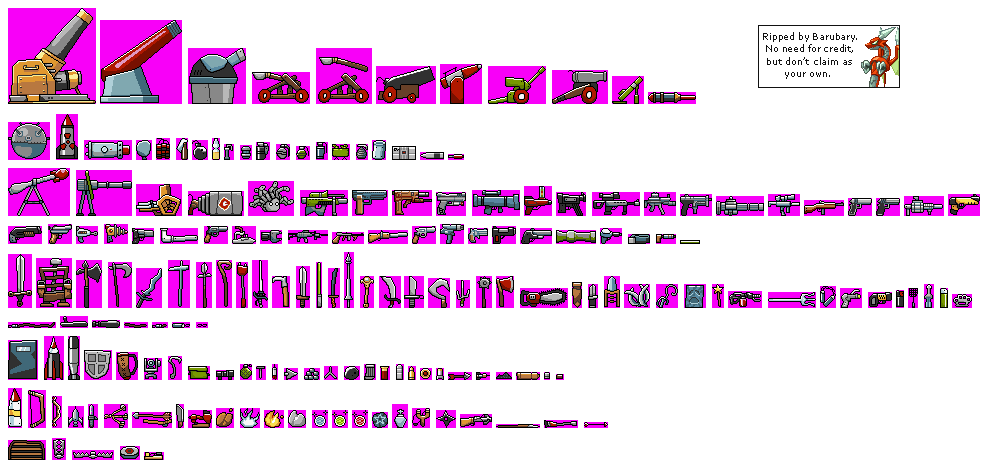 Ripped by Barubary.
No need for credit,
but don't claim as
your own.